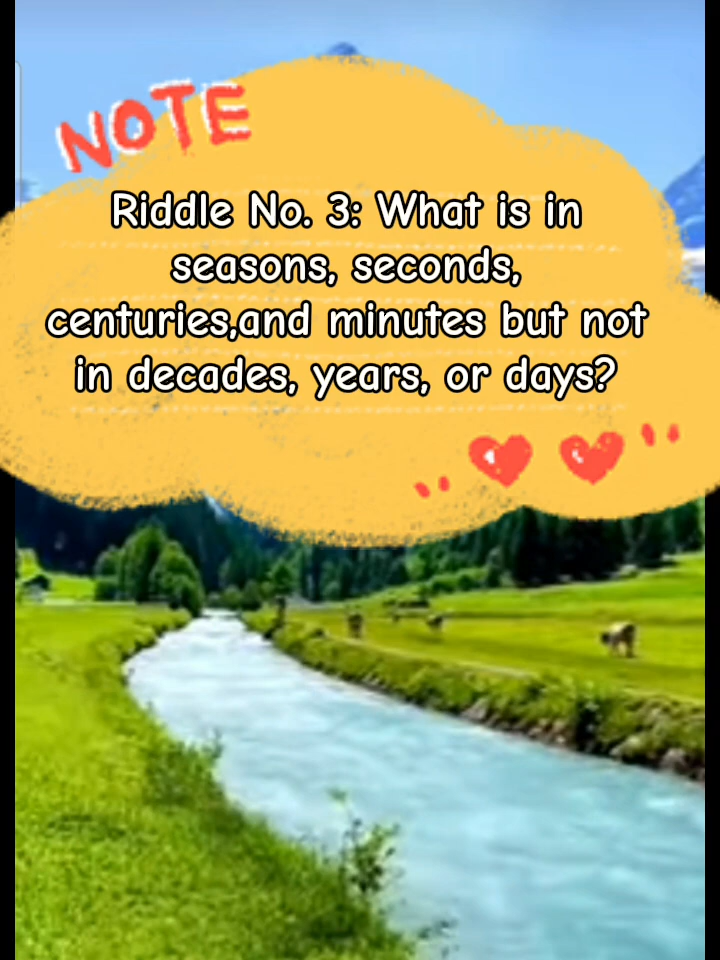 NOTE
Riddle No. 3: What is in
seasons, seconds,
centuries,and minutes but not
in decades, years, or days?